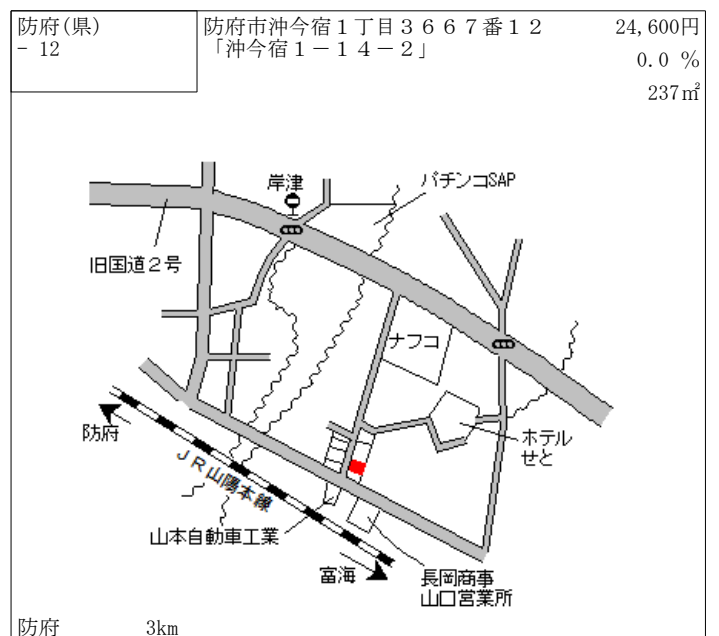 防府(県)
- 12
防府市沖今宿１丁目３６６７番１２
「沖今宿１－１４－２」
24,600円
0.0 %
237㎡
岸津
パチンコSAP
旧国道２号
ナフコ
ホテル
せと
防府
ＪＲ山陽本線
山本自動車工業
富海
長岡商事
山口営業所
防府 3km